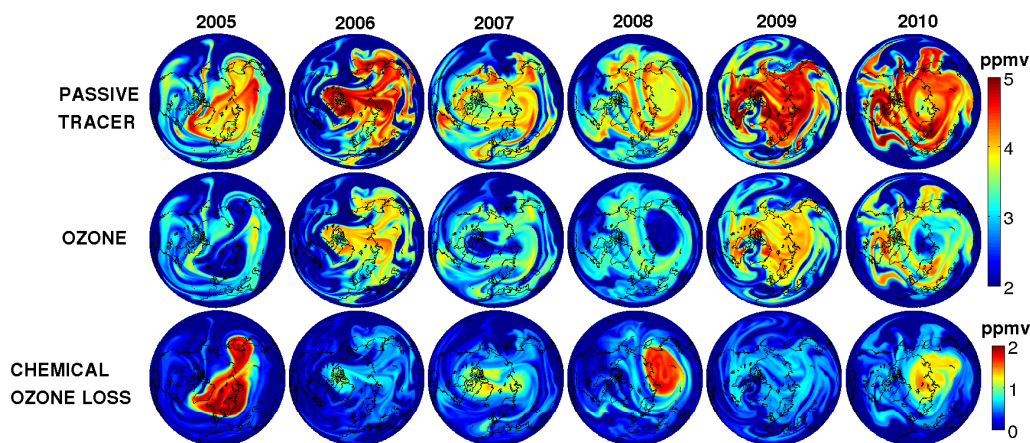 2005 2006 2007 2008 2009 2010
ppmv
PASSIVE
TRACER
5
4
3
2
OZONE
ppmv
CHEMICAL
OZONE LOSS
2
1
0